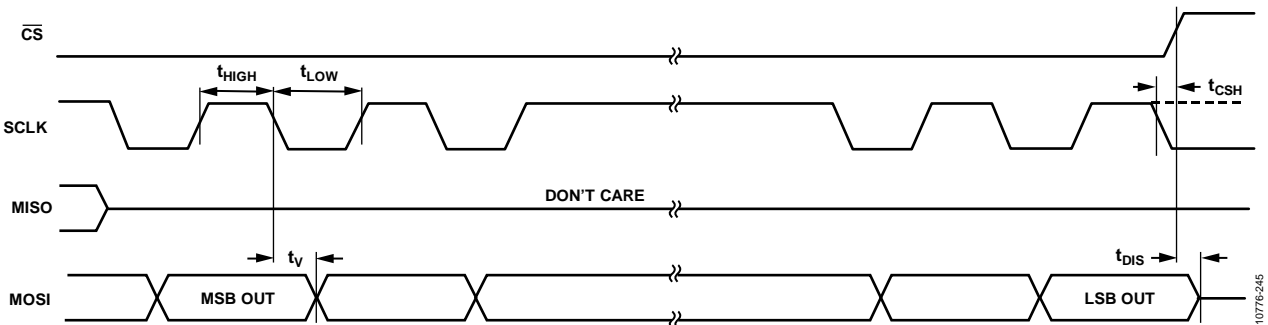 CS
tHIGH
tLOW
tCSH
SCLK
DON'T CARE
MISO
tV
tDIS
MOSI
MSB OUT
LSB OUT
10776-245